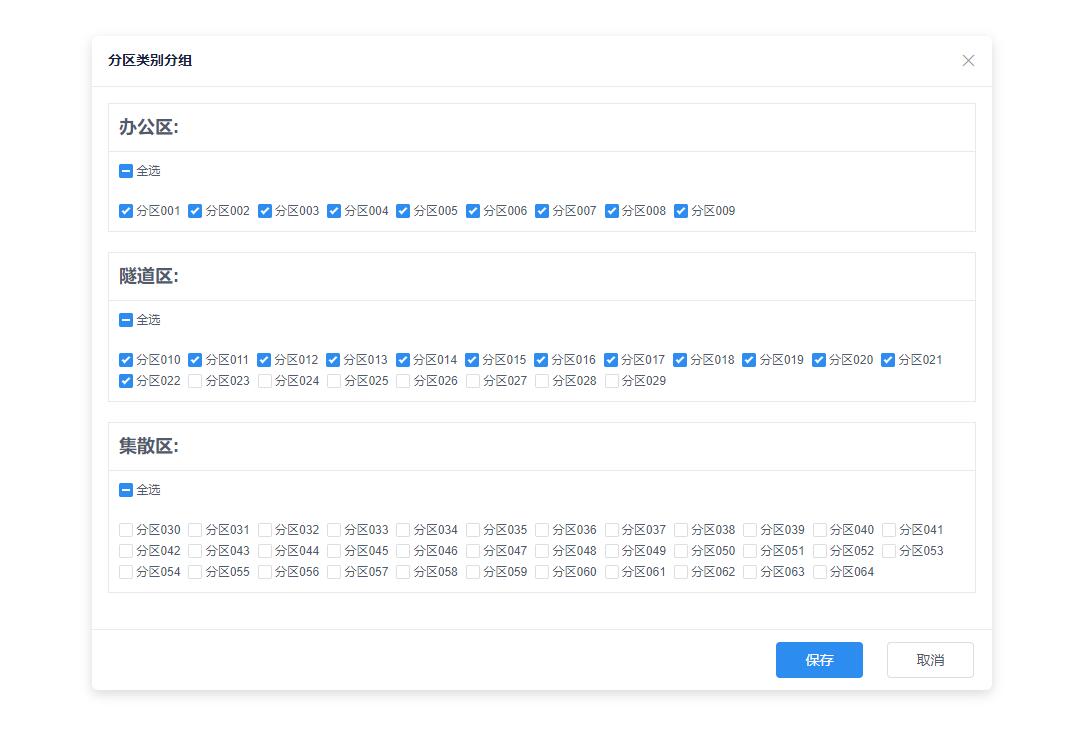 分区类别分组
办公区:
全选
分区001 分区002 分区003 分区004 分区005 分区006 分区007 分区008 分区009
隧道区:
全选
分区010 分区011 分区012 分区013 分区014 分区015 分区016 分区017 分区018 分区019 分区020 分区021
分区022 分区023 分区024 分区025 分区026 分区027 分区028 分区029
集散区:
全选
分区030 分区031 分区032 分区033 分区034 分区035 分区036 分区037 分区038 分区039 分区040 分区041
分区042 分区043 分区044 分区045 分区046 分区047 分区048 分区049 分区050 分区051 分区052 分区053
分区054 分区055 分区056 分区057 分区058 分区059 分区060 分区061 分区062 分区063 分区064
保存 取消